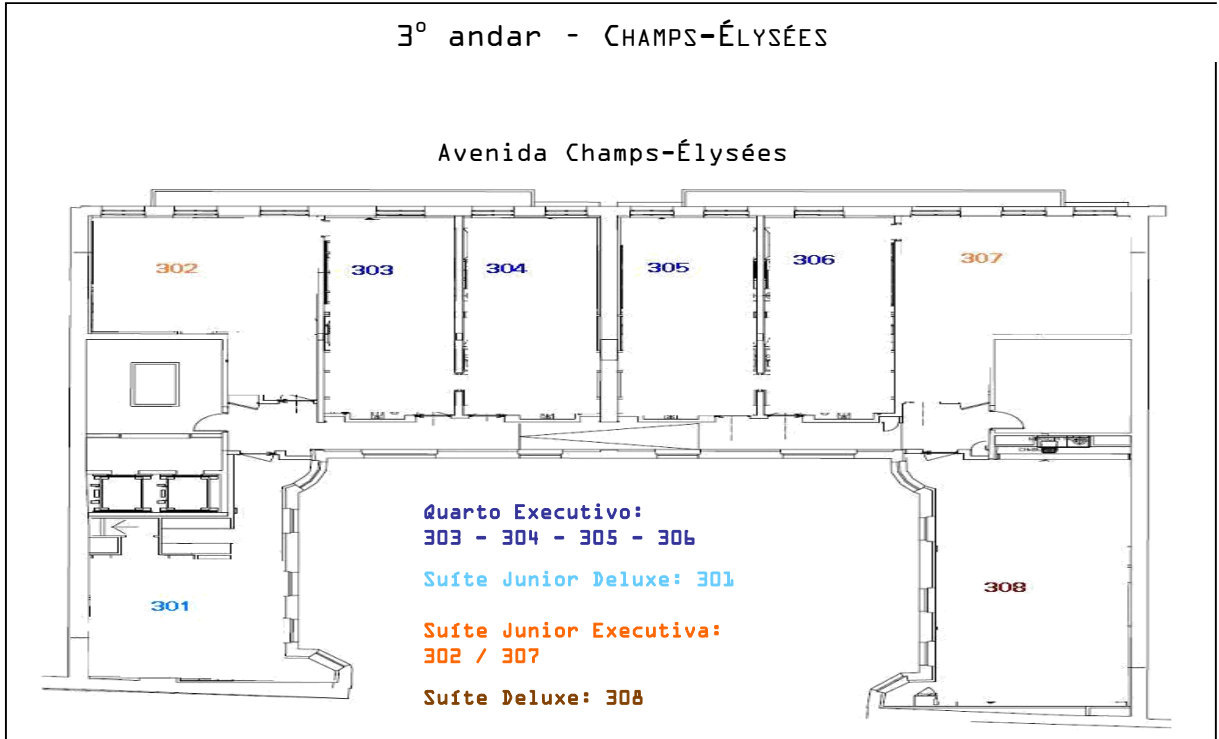 3º andar - CHAMPS-ÉLYSÉES
Avenida Champs-Élysées
302
303
304
305
306
307
Quarto Executivo:
303 - 304 - 305 - 306
Suíte Junior Deluxe: 301
301
308
Suíte Junior Executiva:
302 / 307
Suíte Deluxe: 308